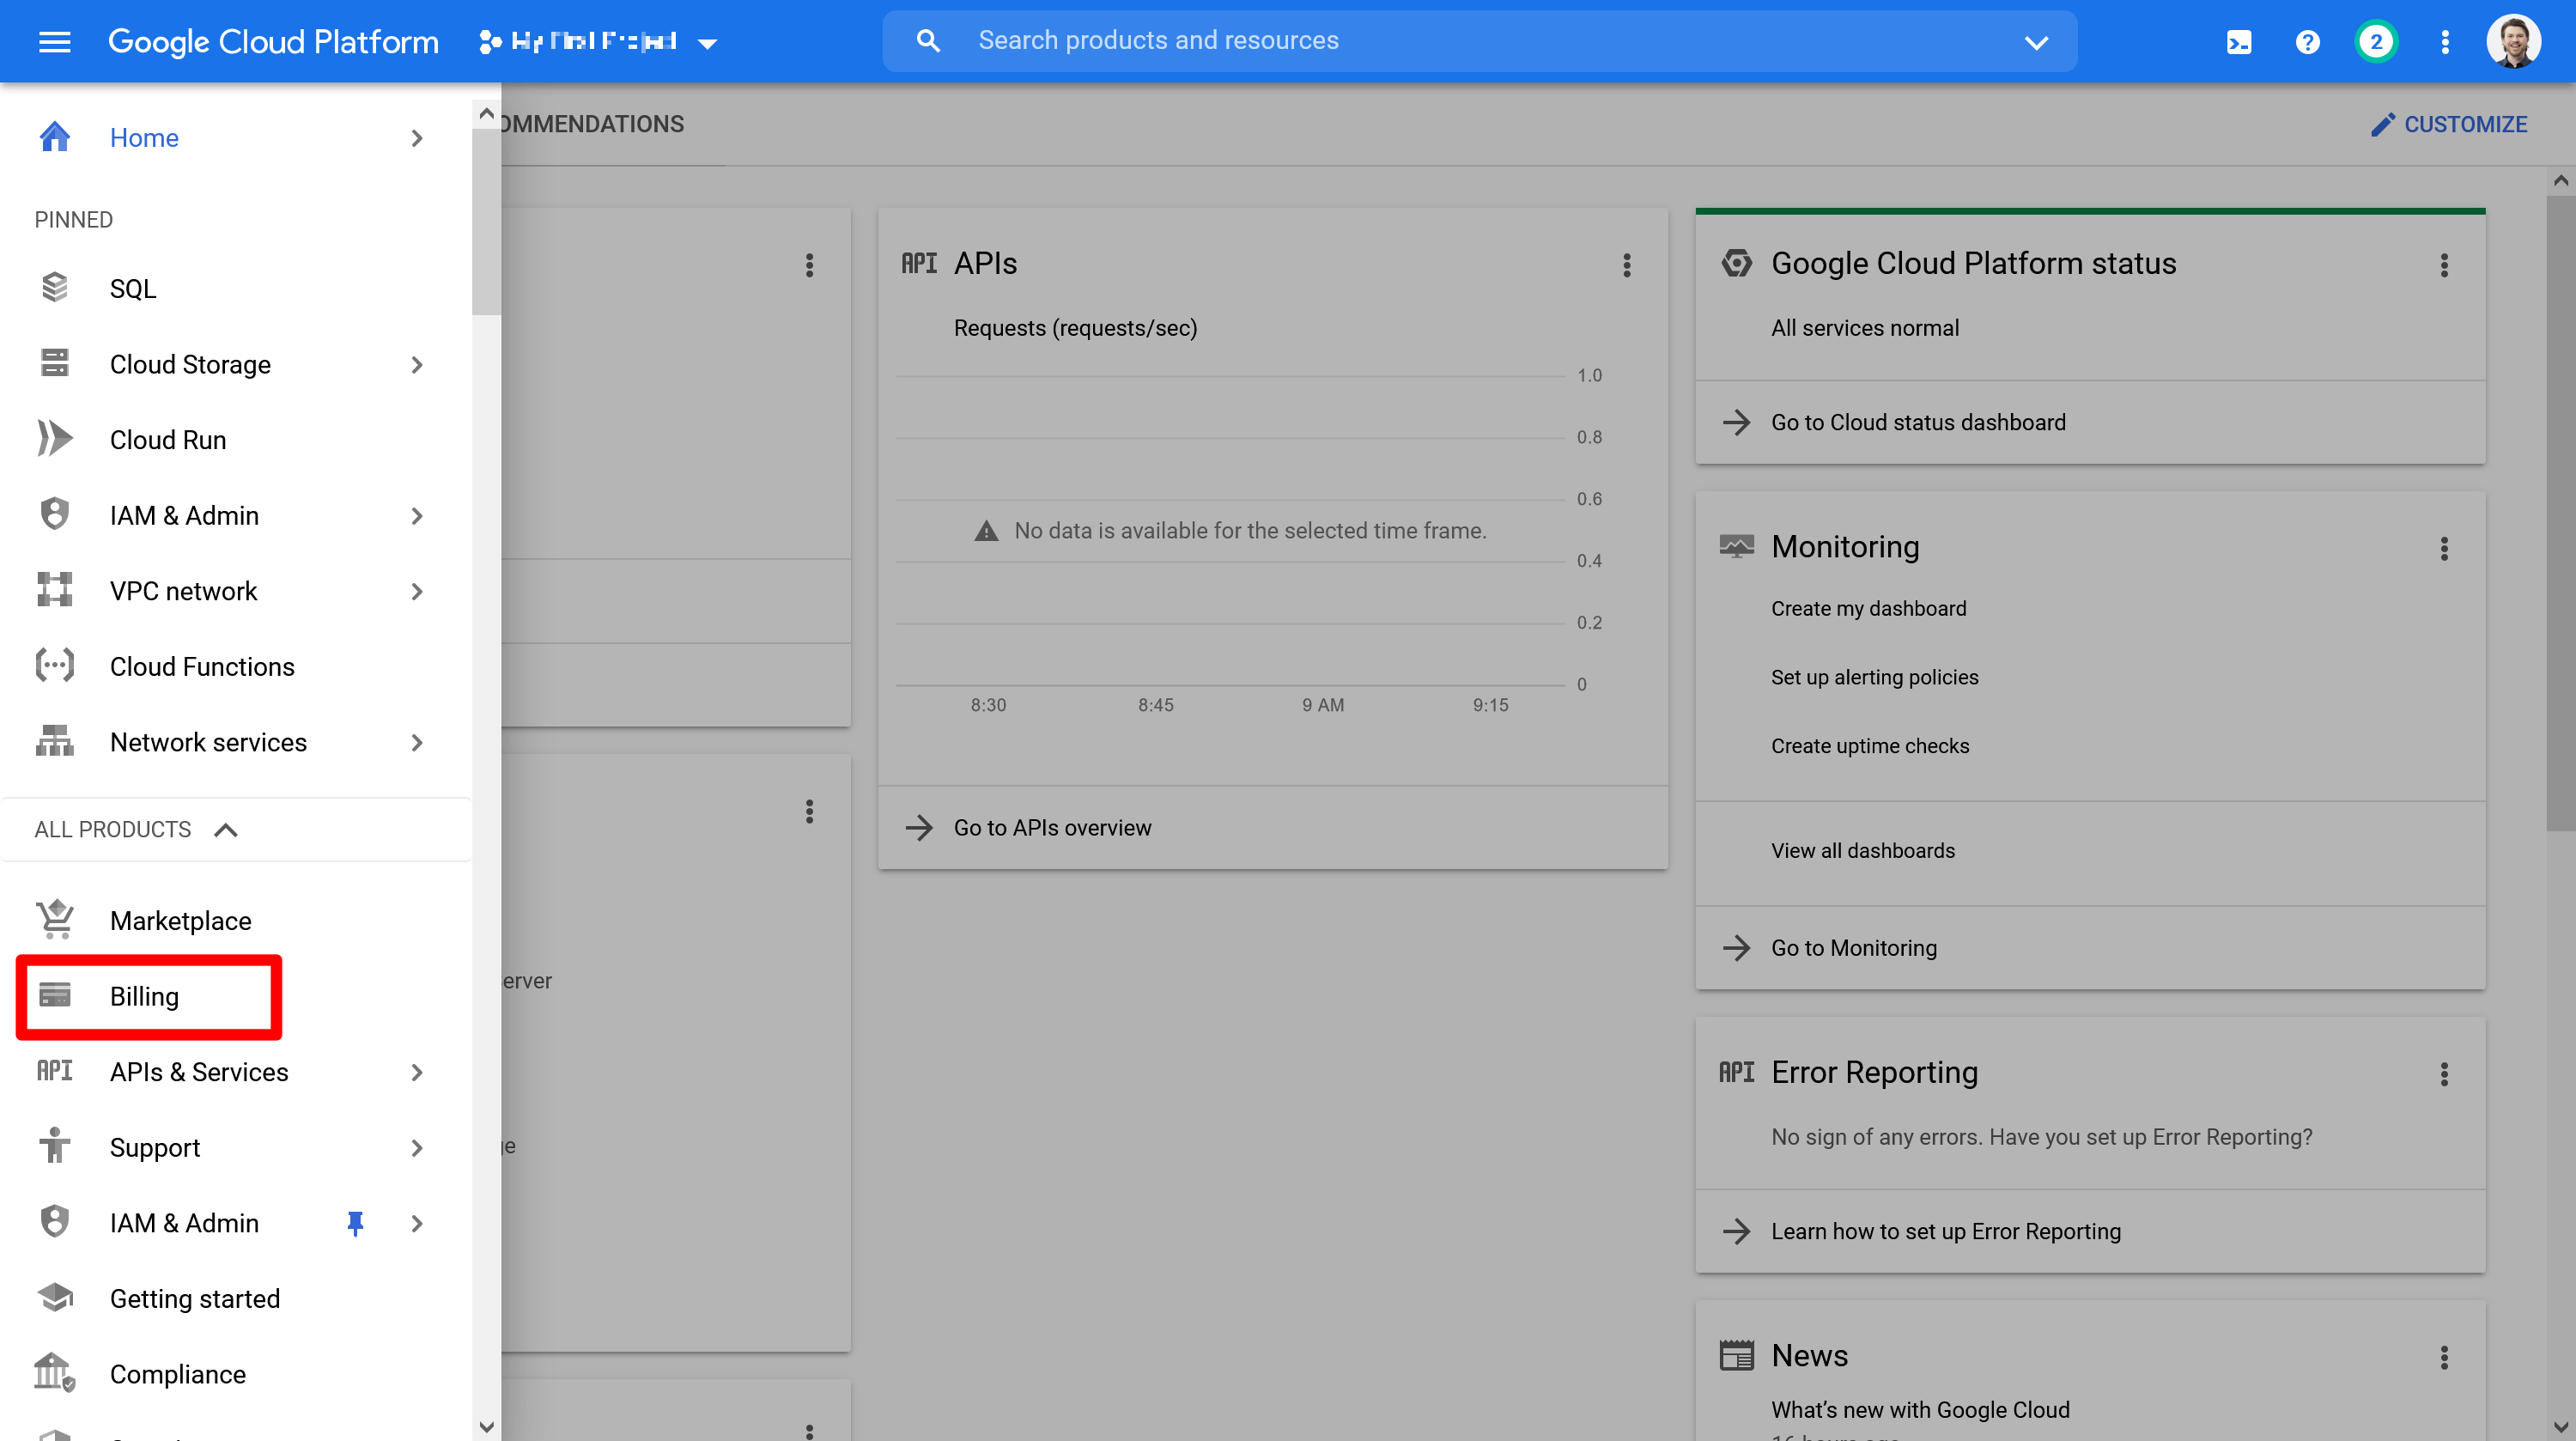 Google Cloud Platform
Search products and resources
2
Home
PINNED
SQL
Cloud Storage
Cloud Run
IAM & Admin
VPC network
Cloud Functions
Network services
ALL PRODUCTS
Marketplace
Billing
API APIs & Services
Support
IAM & Admin
Getting started
Compliance
OMMENDATIONS
CUSTOMIZE
erver
API APIs
Requests (requests/sec)
1.0
0.8
0.6
No data is available for the selected time frame.
0.4
0.2
0
8:30 8:45 9 AM 9:15
Go to APIs overview
Google Cloud Platform status
All services normal
Go to Cloud status dashboard
Monitoring
Create my dashboard
Set up alerting policies
Create uptime checks
View all dashboards
Go to Monitoring
API Error Reporting
No sign of any errors. Have you set up Error Reporting?
Learn how to set up Error Reporting
News
What's new with Google Cloud